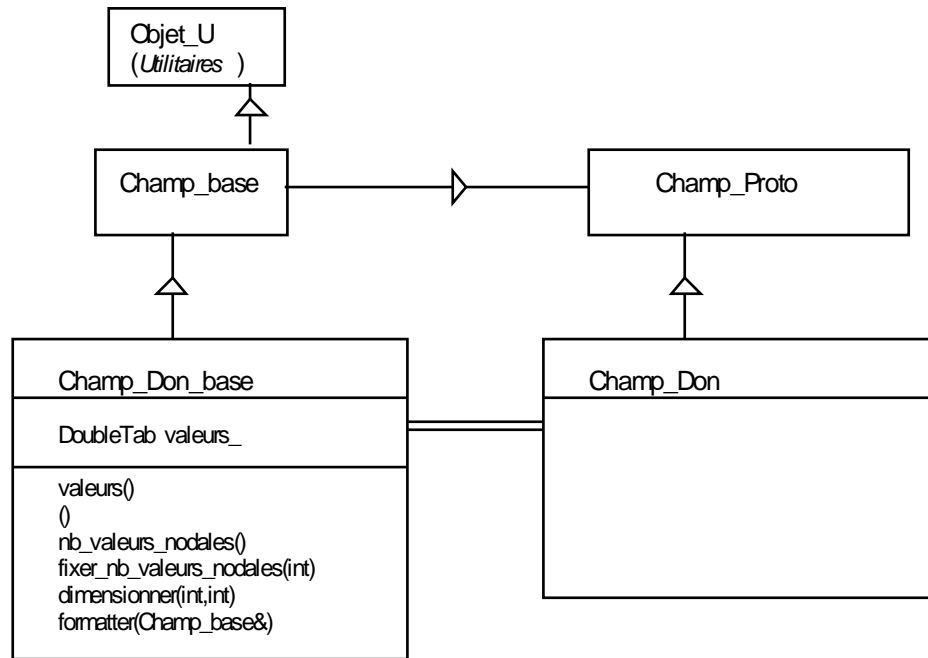 Objet_U
(Utilitaires )
Champ_base
Champ_Proto
Champ_Don_base
DoubleTab valeurs_
valeurs()
()
nb_valeurs_nodales()
fixer_nb_valeurs_nodales(int)
dimensionner(int,int)
formatter(Champ_base&)
Champ_Don